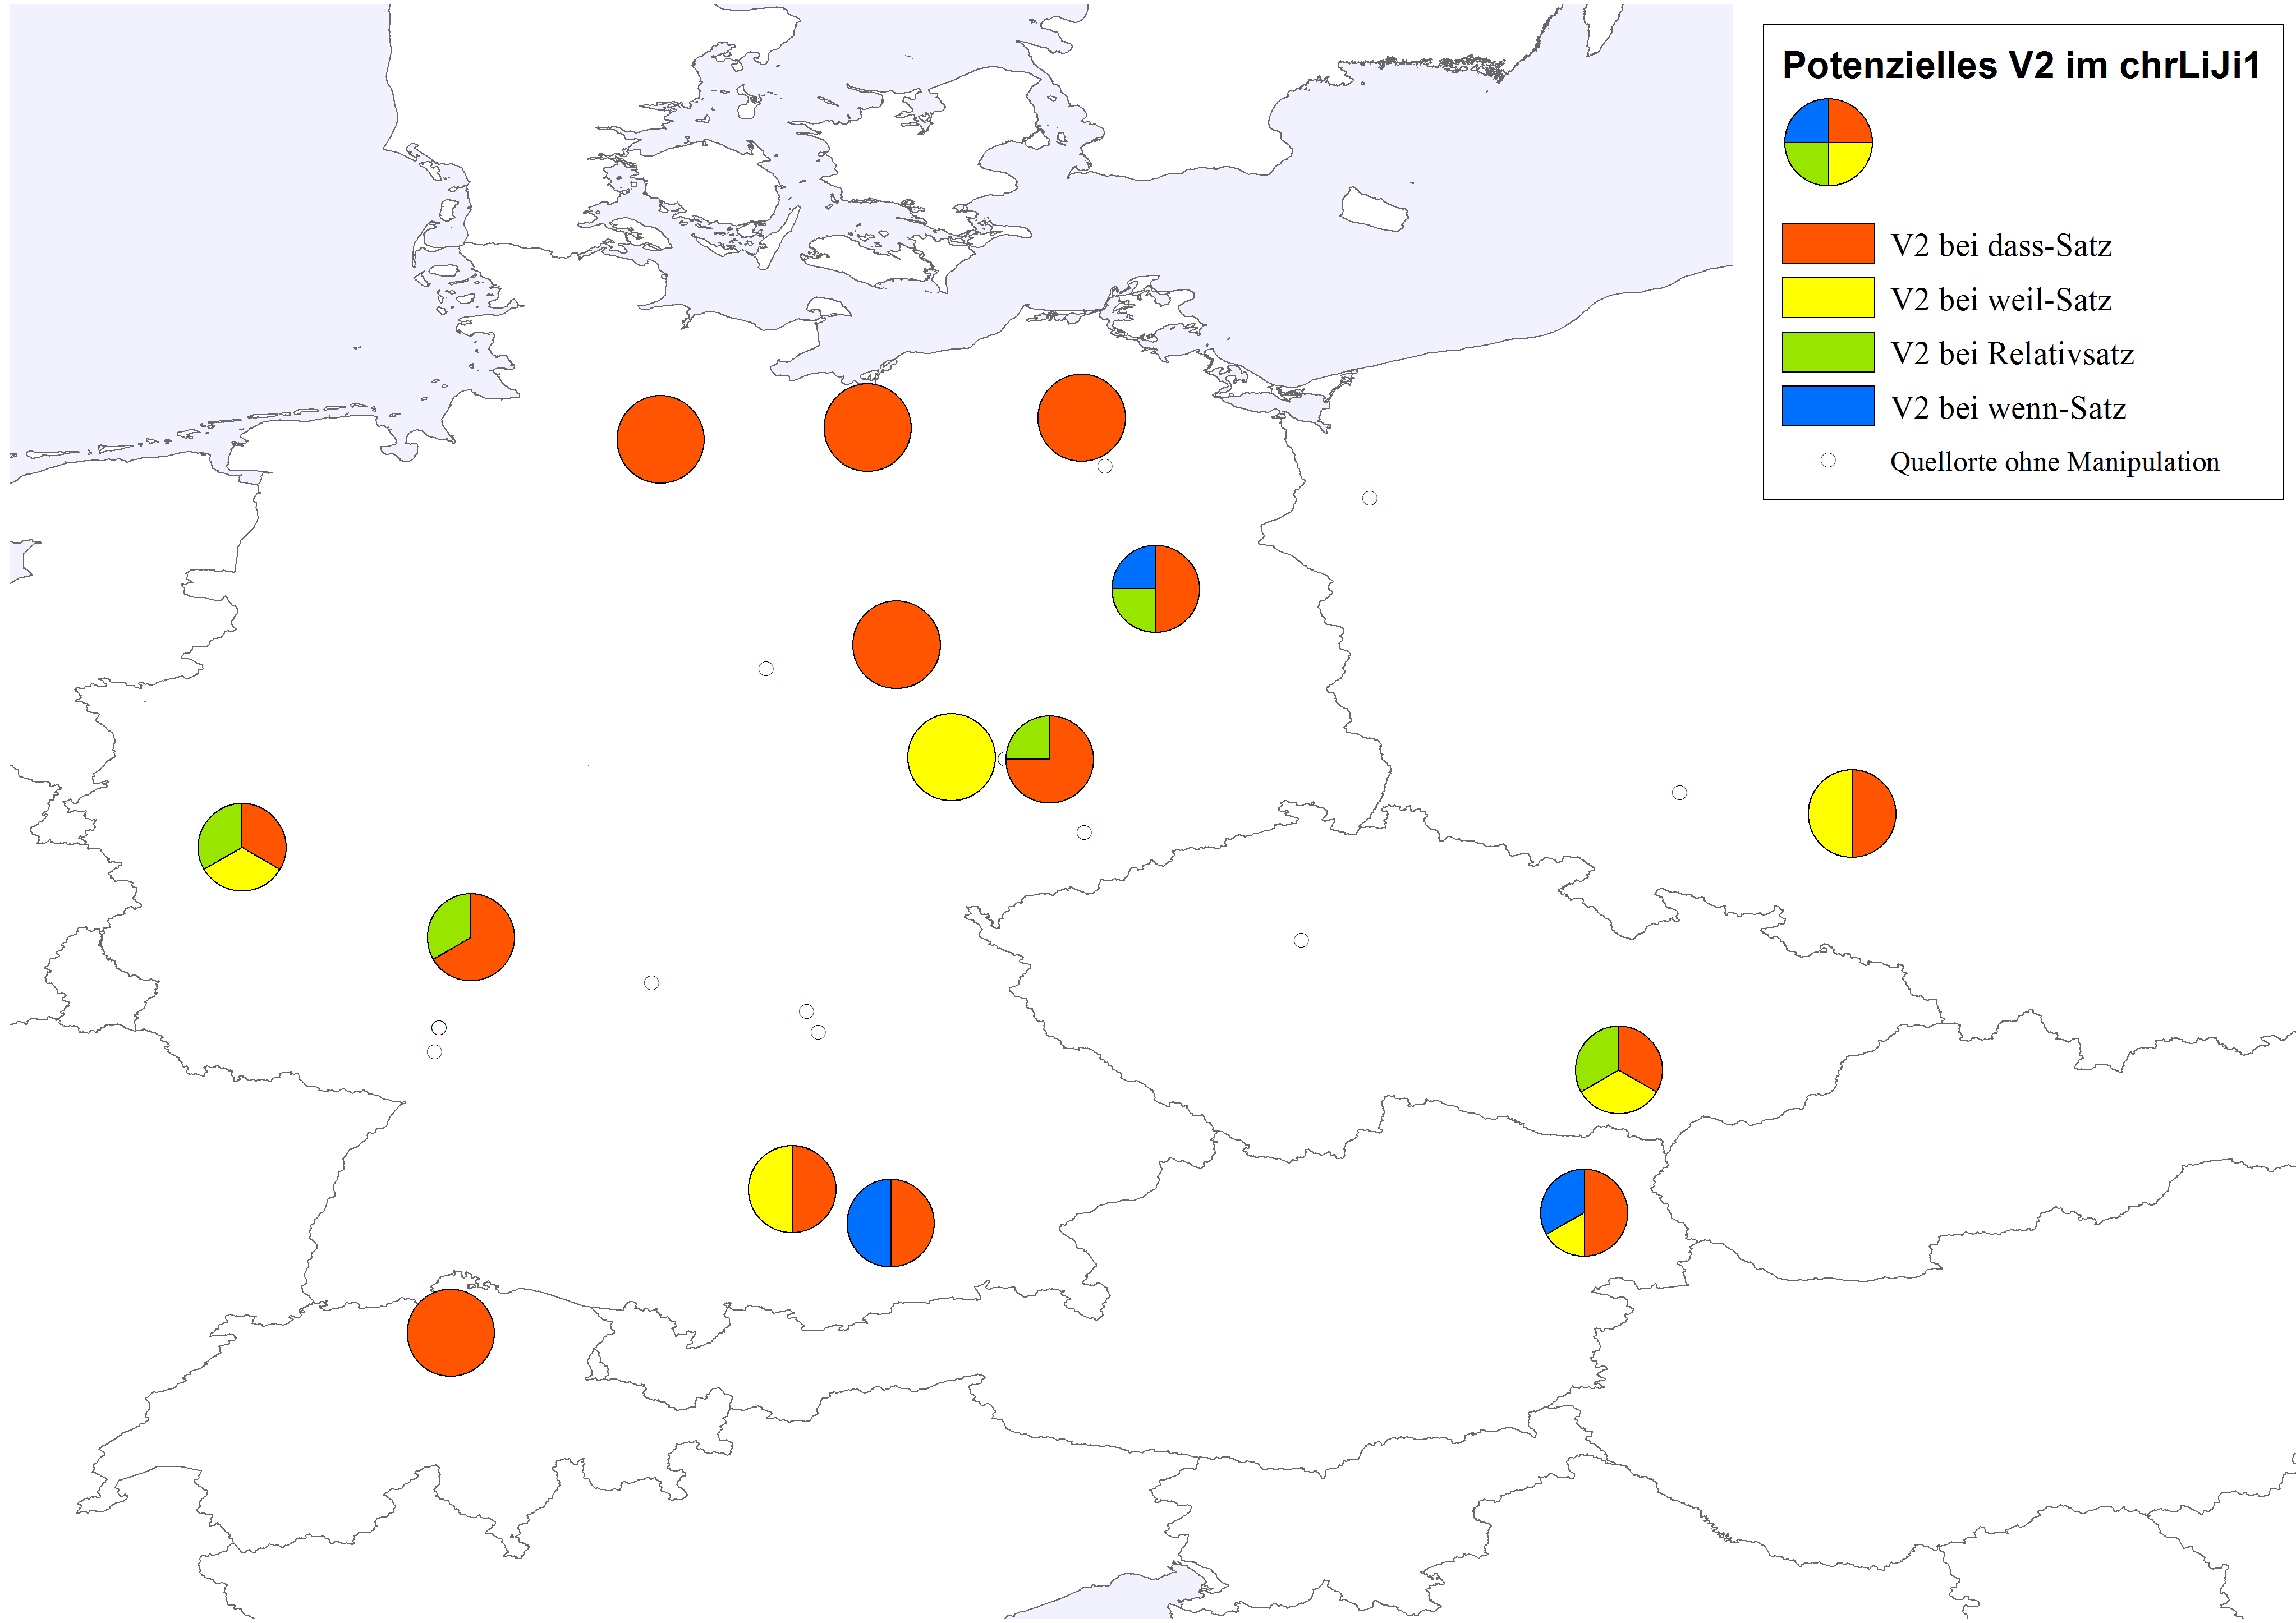 Potenzielles V2 im chrLiJi1
V2 bei dass-Satz
V2 bei weil-Satz
V2 bei Relativsatz
V2 bei wenn-Satz
Quellorte ohne Manipulation